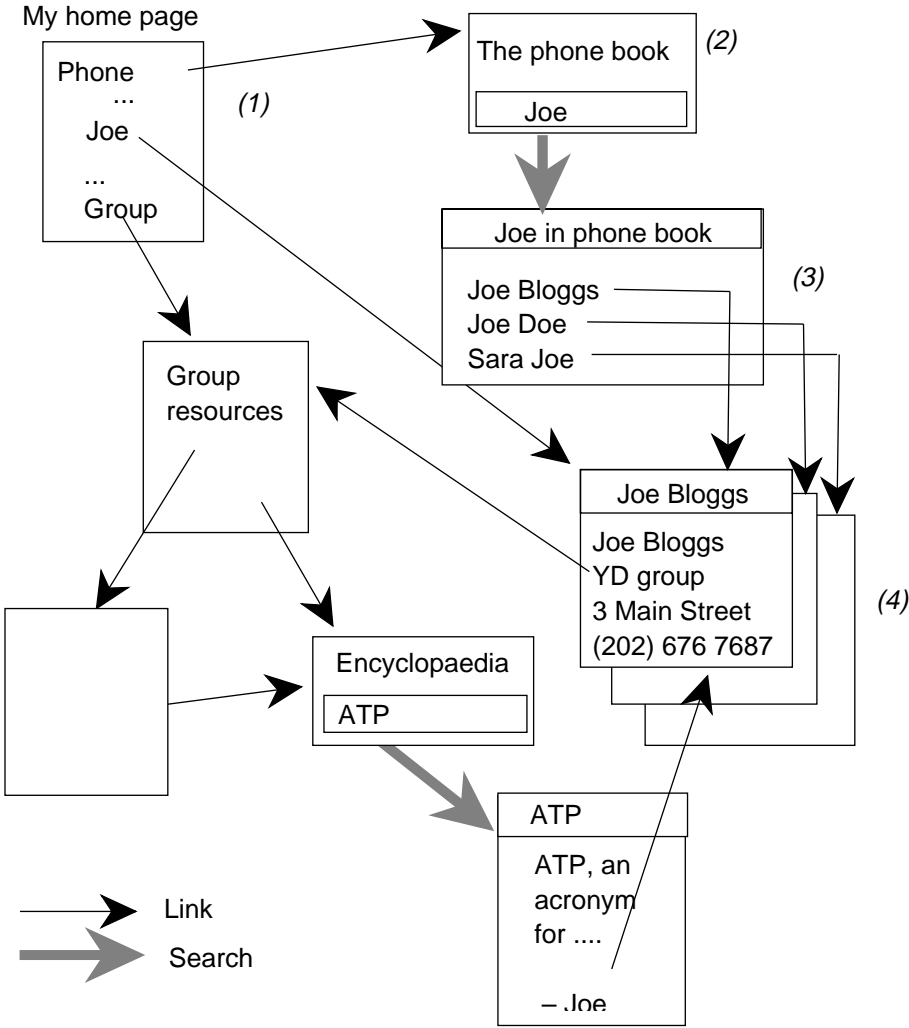 My home page
Phone
...
Joe
...
Group
(1)
The phone book
Joe
(2)
Joe in phone book
Joe Bloggs
Joe Doe
Sara Joe
(3)
Group
resources
Joe Bloggs
Joe Bloggs
YD group
3 Main Street
(202) 676 7687
(4)
Encyclopaedia
ATP
ATP
ATP, an
acronym
for ....
– Joe
Link
Search